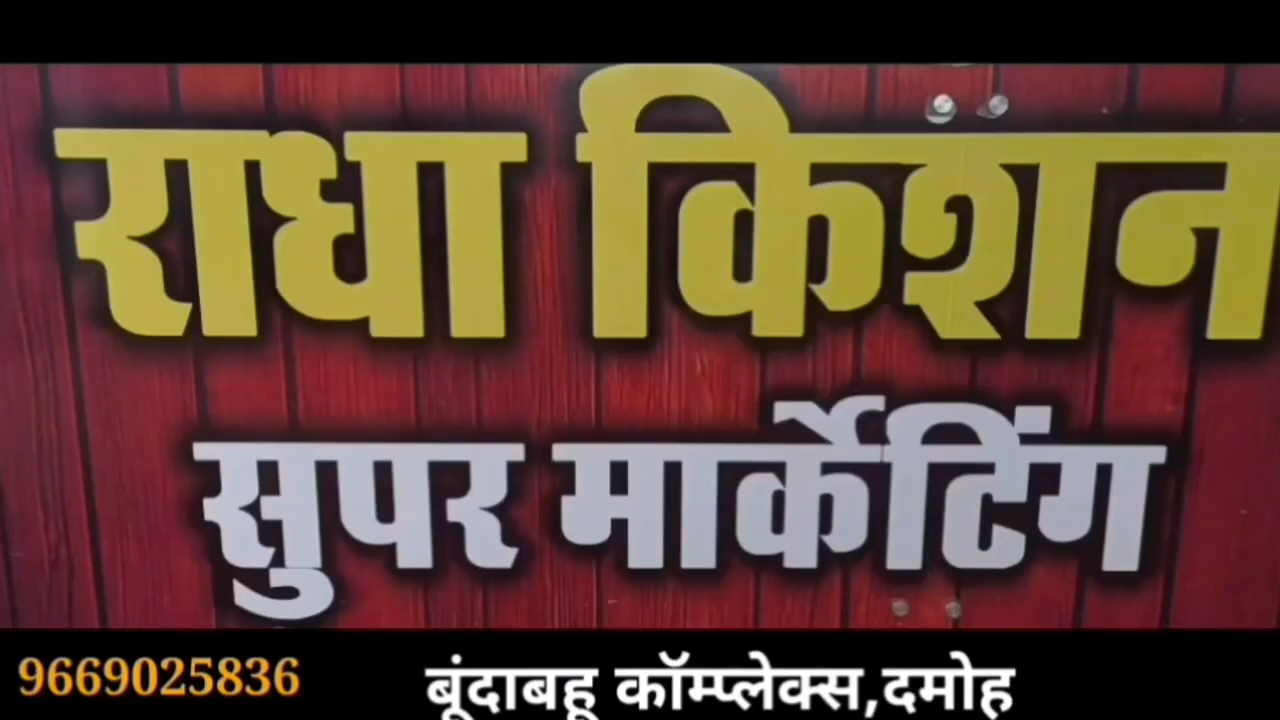 राधा किशन
सुपर मार्केटिंग
9669025836 बूंदाबहू कॉम्प्लेक्स,दमोह